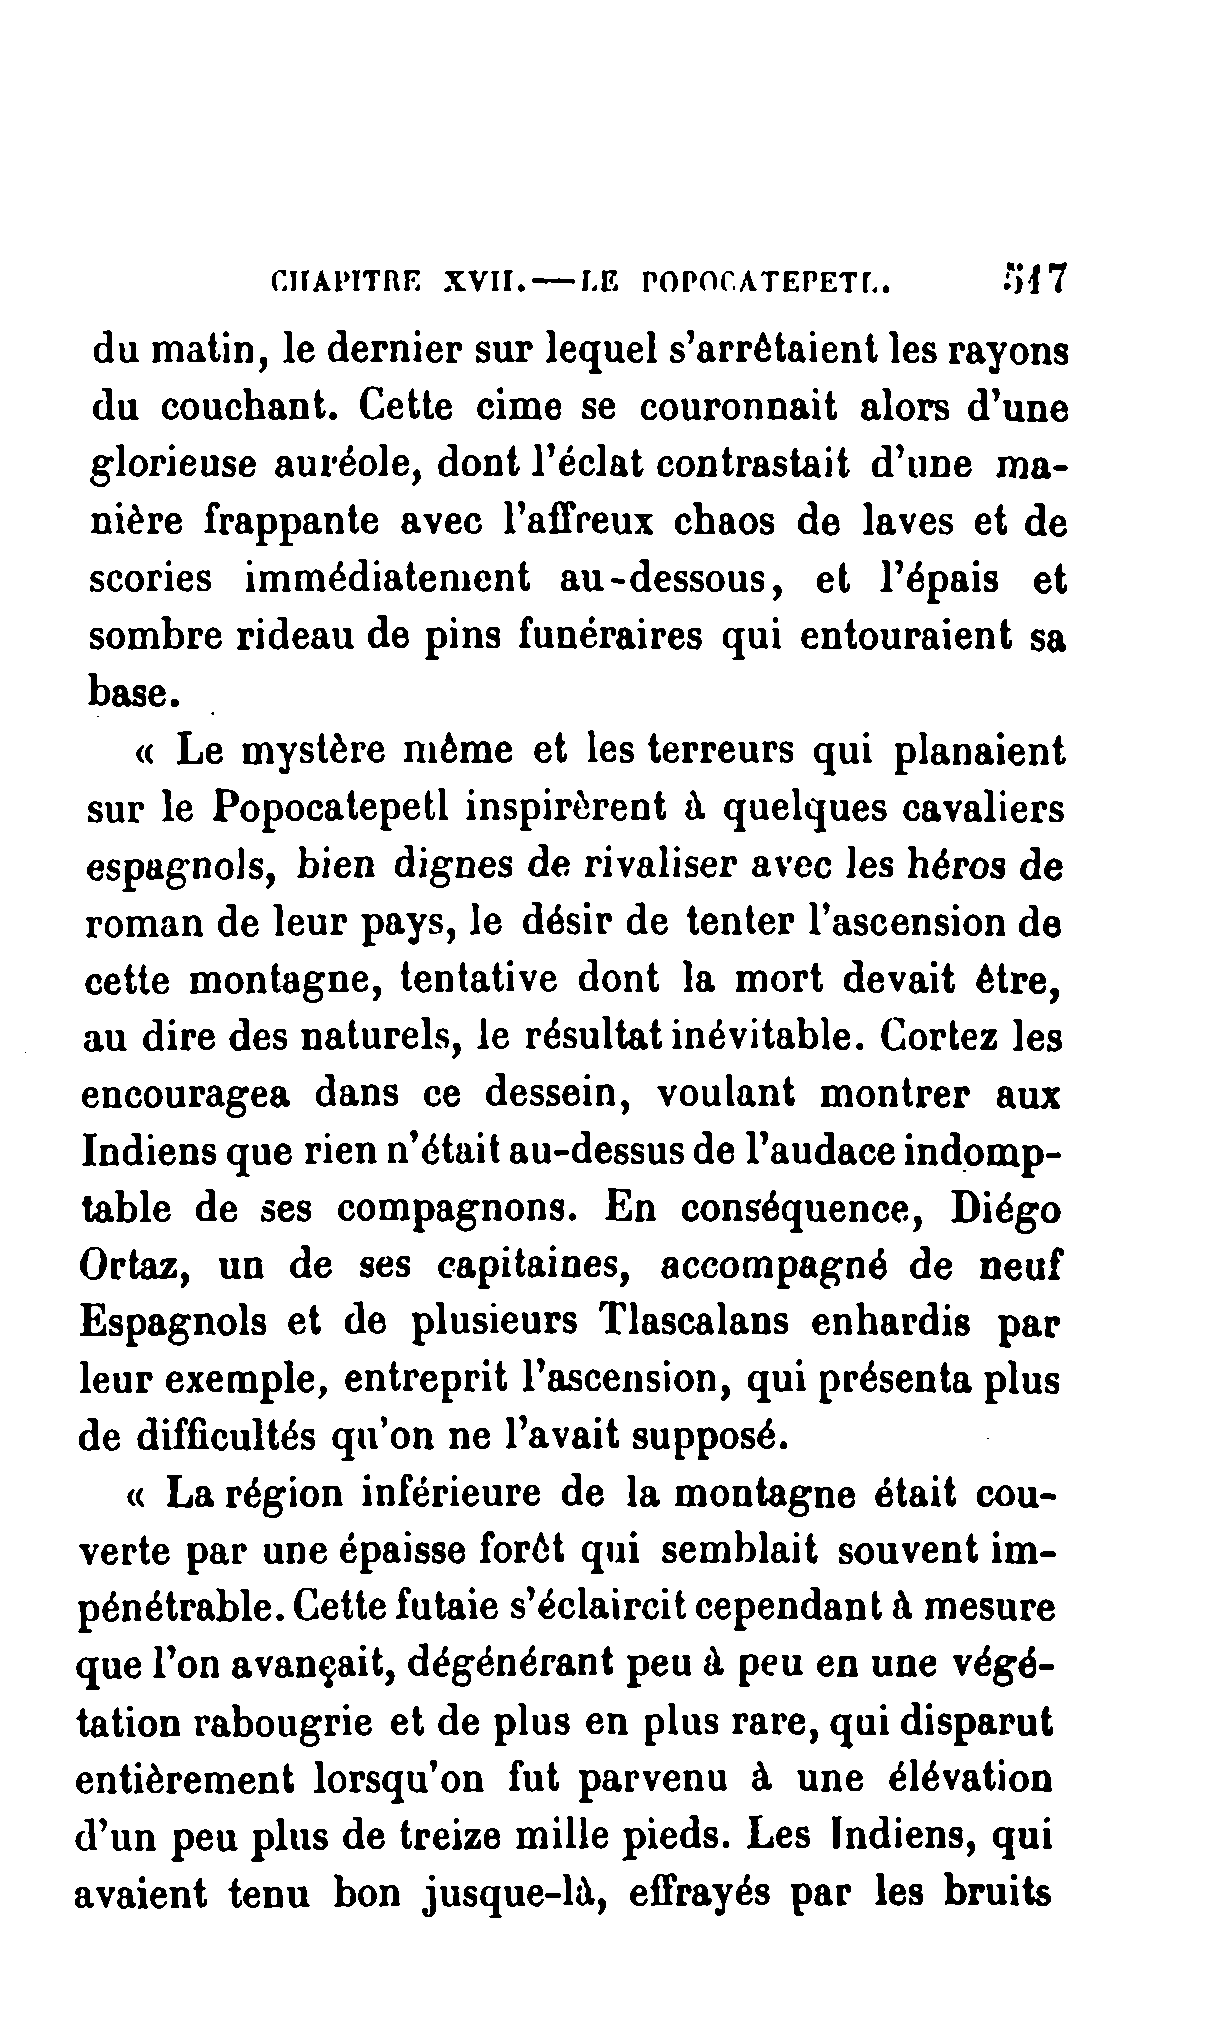 CHAPITRE XVII.—LE POPOCATEPETL. 517
du matin, le dernier sur lequel s'arrêtaient les rayons
du couchant. Cette cime se couronnait alors d'une
glorieuse auréole, dont l'éclat contrastait d'une ma-
nière frappante avec l'affreux chaos de laves et de
scories immédiatement au-dessous, et l'épais et
sombre rideau de pins funéraires qui entouraient sa
base.
« Le mystère même et les terreurs qui planaient
sur le Popocatepetl inspirèrent à quelques cavaliers
espagnols, bien dignes de rivaliser avec les héros de
roman de leur pays, le désir de tenter l'ascension de
cette montagne, tentative dont la mort devait être,
au dire des naturels, le résultat inévitable. Cortez les
encouragea dans ce dessein, voulant montrer aux
Indiens que rien n'était au-dessus de l'audace indomp-
table de ses compagnons. En conséquence, Diégo
Ortaz, un de ses capitaines, accompagné de neuf
Espagnols et de plusieurs Tlascalans enhardis par
leur exemple, entreprit l'ascension, qui présenta plus
de difficultés qu'on ne l'avait supposé.
« La région inférieure de la montagne était cou-
verte par une épaisse forêt qui semblait souvent im-
pénétrable. Cette futaie s'éclaircit cependant à mesure
que l'on avançait, dégénérant peu à peu en une végé-
tation rabougrie et de plus en plus rare, qui disparut
entièrement lorsqu'on fut parvenu à une élévation
d'un peu plus de treize mille pieds. Les Indiens, qui
avaient tenu bon jusque-là, effrayés par les bruits